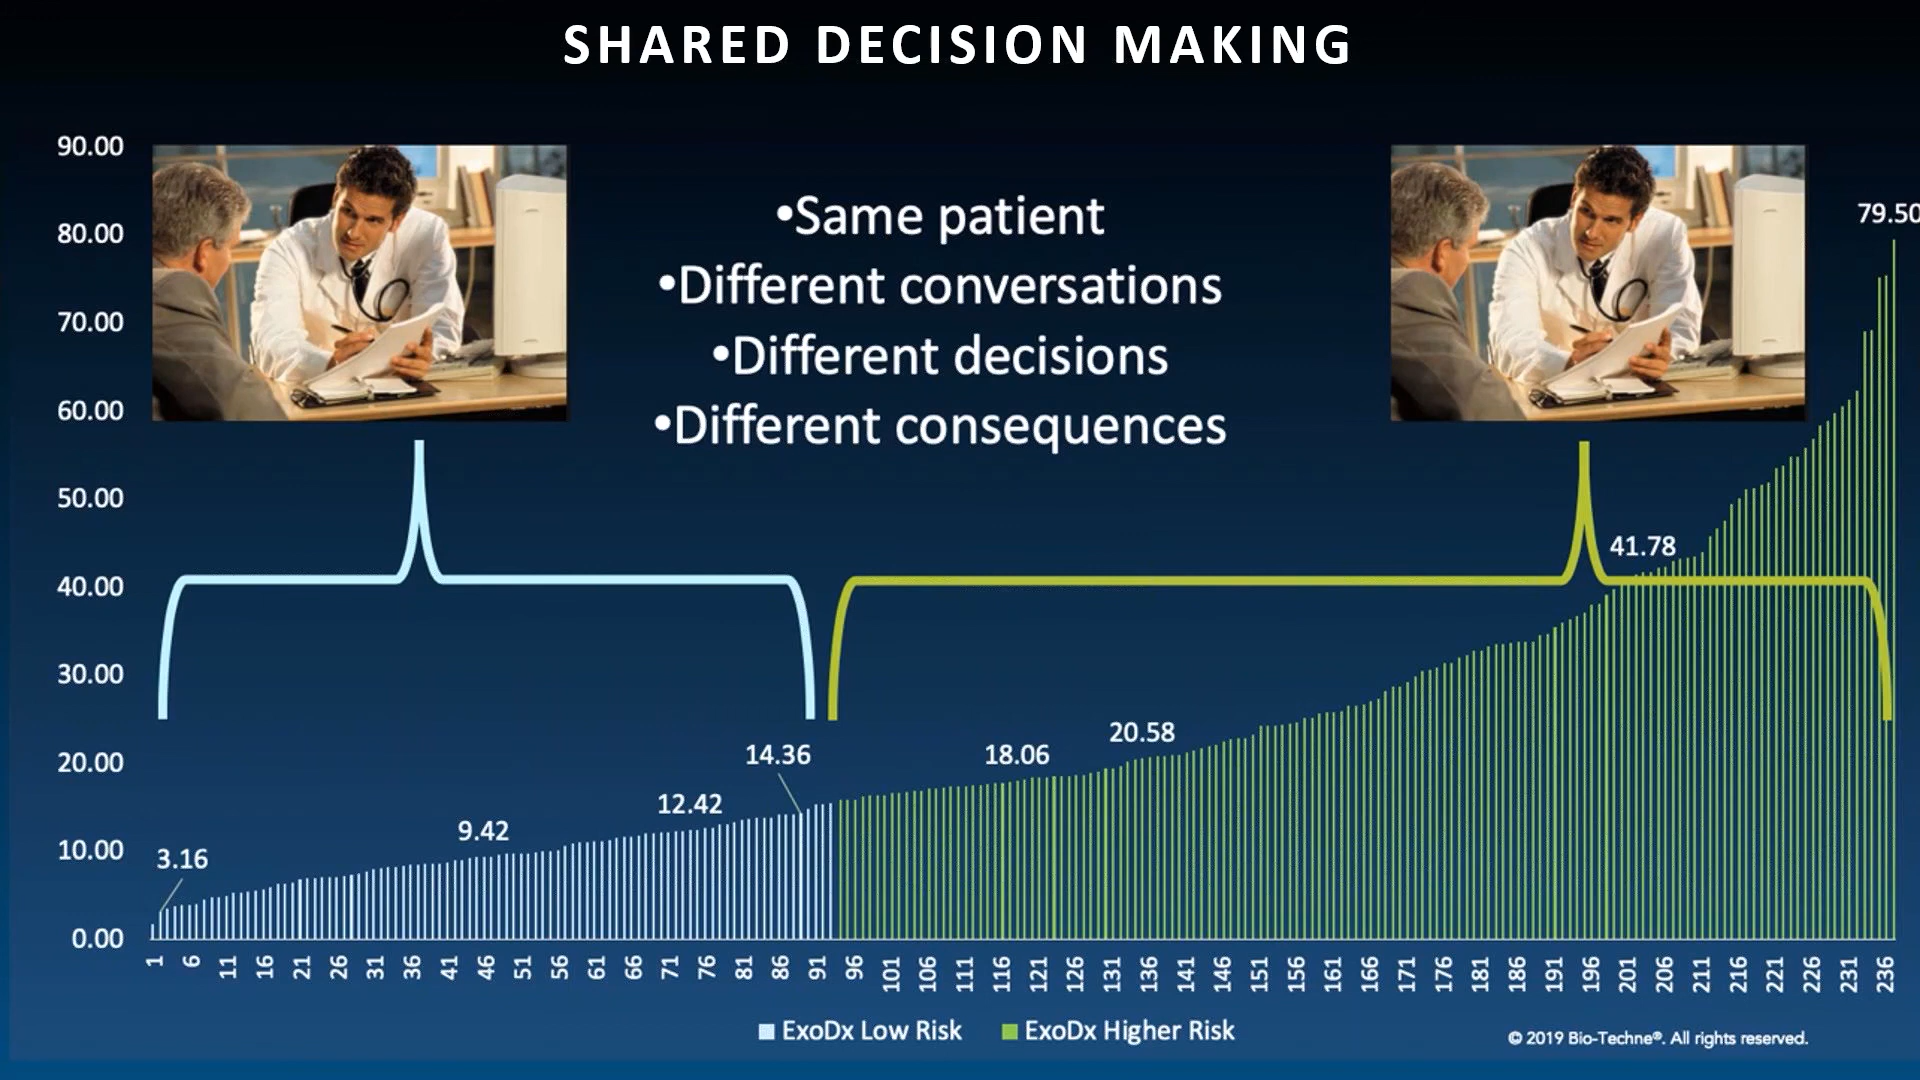 SHARED DECISION MAKING
90.00
80.00
70.00
60.00
50.00
40.00
30.00
20.00
10.00
0.00
•Same patient
•Different conversations
•Different decisions
•Different consequences
3.16
9.42
12.42
14.36
18.06
20.58
41.78
79.50
1 6 11 16 21 26 31 36 41 46 51 56 61 66 71 76 81 86 91 96 101 106 111 116 121 126 131 136 141 146 151 156 161 166 171 176 181 186 191 196 201 206 211 216 221 226 231 236
ExoDx Low Risk ExoDx Higher Risk
© 2019 Bio-Techne®. All rights reserved.